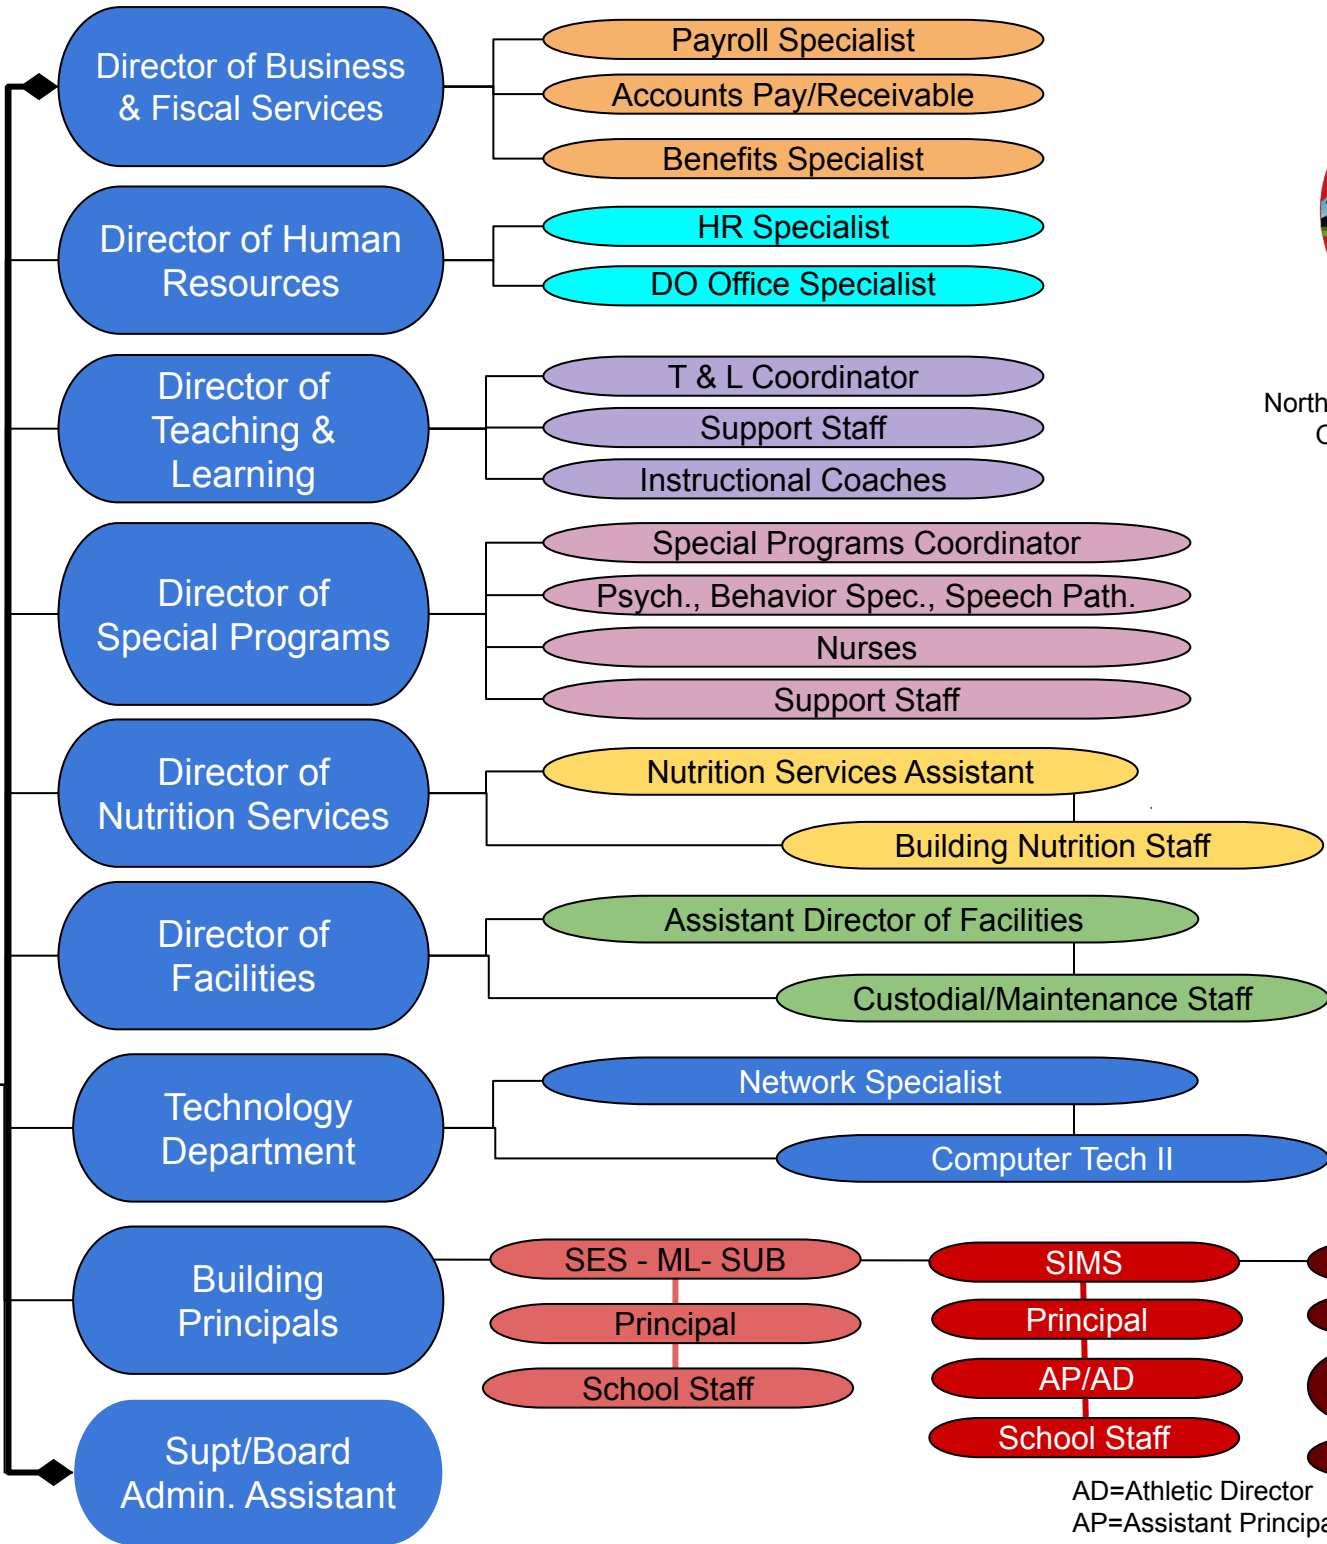 Director of Business
& Fiscal Services
Payroll Specialist
Accounts Pay/Receivable
Benefits Specialist
Director of Human
Resources
HR Specialist
DO Office Specialist
Director of
Teaching &
Learning
T & L Coordinator
Support Staff
Instructional Coaches
North
Director of
Special Programs
Special Programs Coordinator
Psych., Behavior Spec., Speech Path.
Nurses
Support Staff
Director of
Nutrition Services
Nutrition Services Assistant
Building Nutrition Staff
Director of
Facilities
Assistant Director of Facilities
Custodial/Maintenance Staff
Technology
Department
Network Specialist
Computer Tech II
Building
Principals
SES - ML- SUB
Principal
School Staff
SIMS
Principal
AP/AD
School Staff
Supt/Board
Admin. Assistant
AD=Athletic Director
AP=Assistant Principa